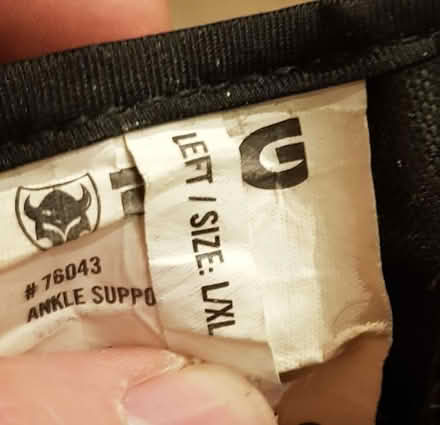 # 76043
ANKLE SUPPO
LEFT / SIZE: L/XL
G